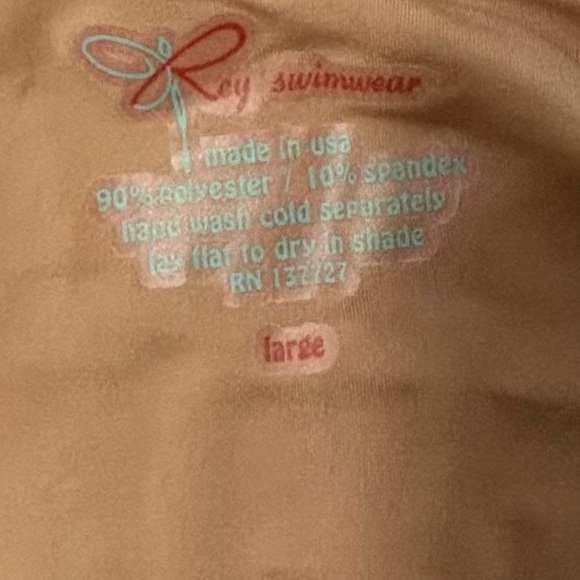 Rey swimwear
made in usa
90% polyester / 10% spandex
hand wash cold separately
lay flat to dry in shade
RN 137727
large